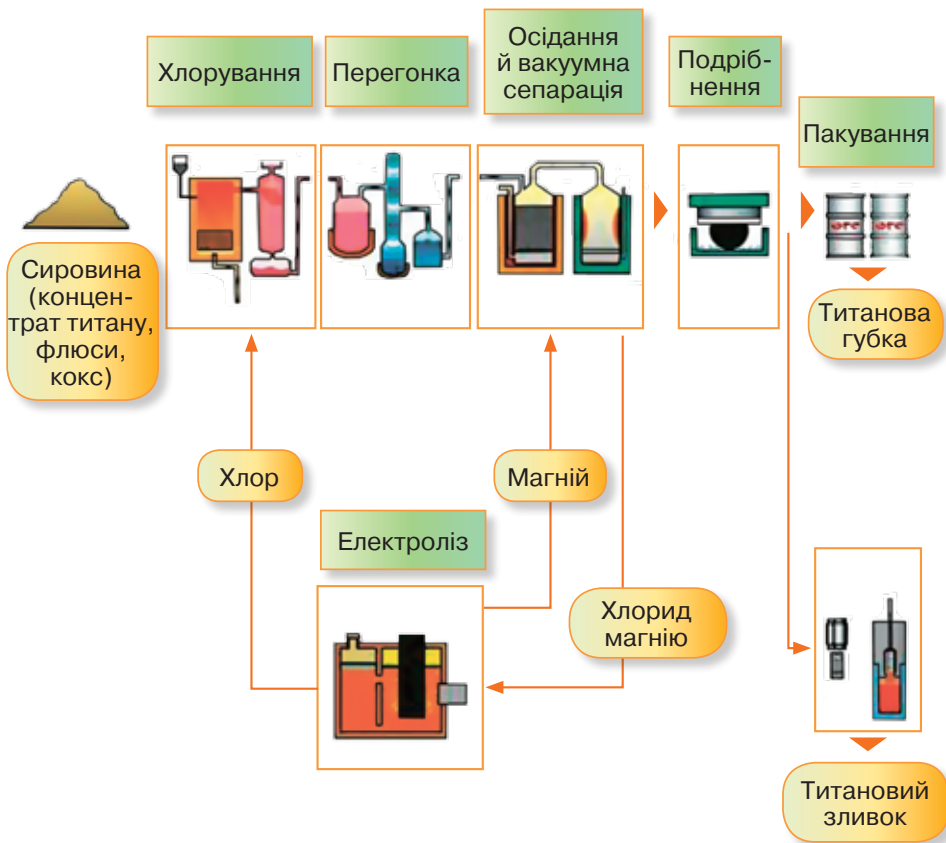 Хлорування
Перегонка
Осідання
й вакуумна
сепарація
Подріб-
нення
Пакування
Сировина
(концен-
трат титану,
флюси,
кокс)
Титанова
губка
Хлор
Магній
Електроліз
Хлорид
магнію
Титановий
зливок